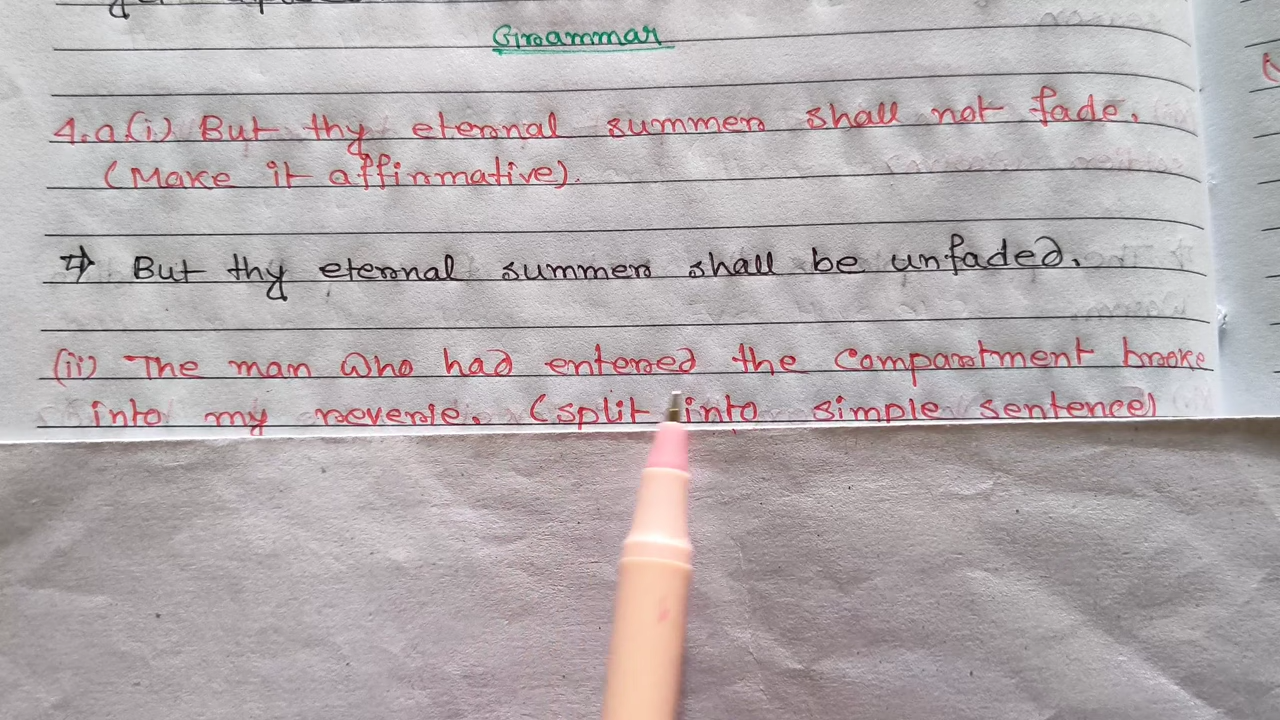 Grammar
4.a.(i) But thy eternal summer shall not fade.
(Make it affirmative).
⇒ But thy eternal summer shall be unfaded.
(ii) The man who had entered the compartment broke
into my reverie. (split into simple sentence)